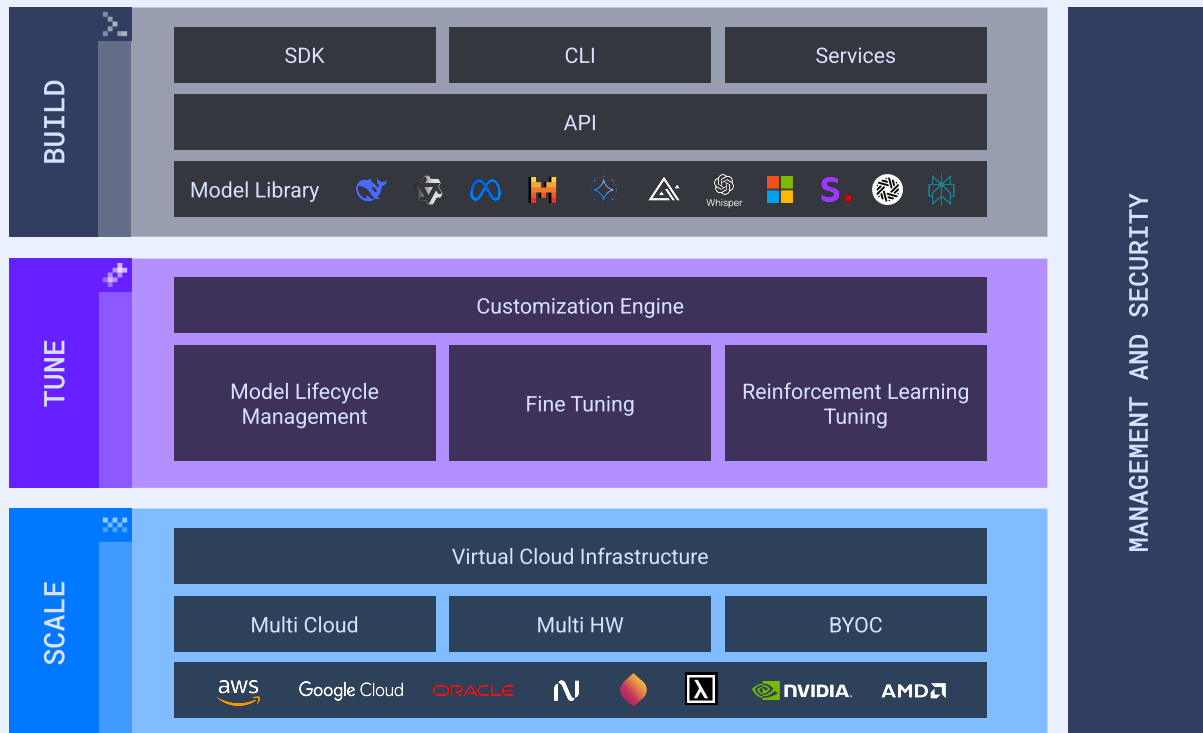 BUILD
SDK
CLI
Services
API
Model Library
Whisper
S.
TUNE
Customization Engine
Model Lifecycle
Management
Fine Tuning
Reinforcement Learning
Tuning
SCALE
Virtual Cloud Infrastructure
Multi Cloud
Multi HW
BYOC
aws
Google Cloud
ORACLE
λ
NVIDIA.
AMD
MANAGEMENT AND SECURITY